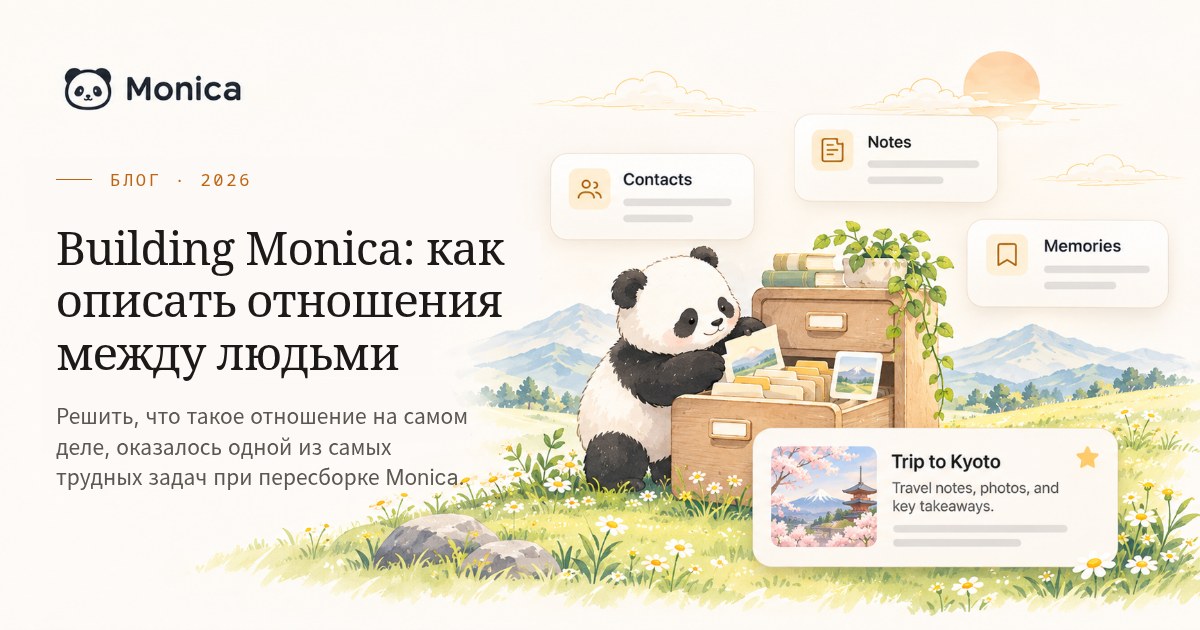 Monica
БЛОГ · 2026
Building Monica: как
описать отношения
между людьми
Решить, что такое отношение на самом
деле, оказалось одной из самых
трудных задач при пересборке Monica.
Contacts
Notes
Memories
Trip to Kyoto
Travel notes, photos, and
key takeaways.